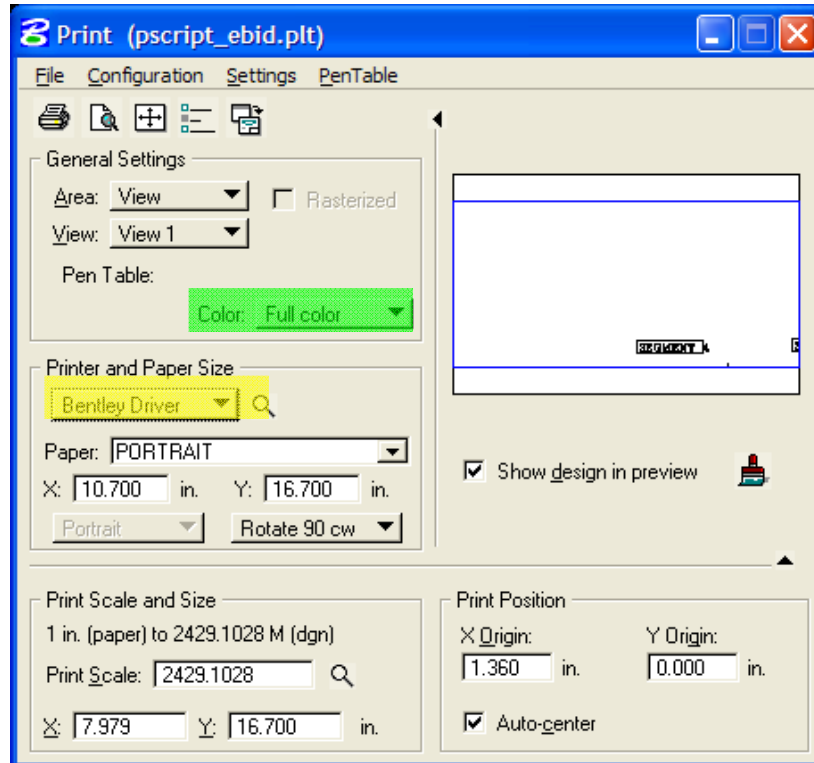 Print (pscript_ebid.plt)
File Configuration Settings PenTable
General Settings
Area: View Rasterized
View: View 1
Pen Table:
Color: Full color
Printer and Paper Size
Bentley Driver
Paper: PORTRAIT
X: 10.700 in. Y: 16.700 in.
Portrait Rotate 90 cw
SEGMENT
Show design in preview
Print Scale and Size
1 in. (paper) to 2429.1028 M (dgn)
Print Scale: 2429.1028
X: 7.979 Y: 16.700 in.
Print Position
X Origin: Y Origin:
1.360 in. 0.000 in.
Auto-center